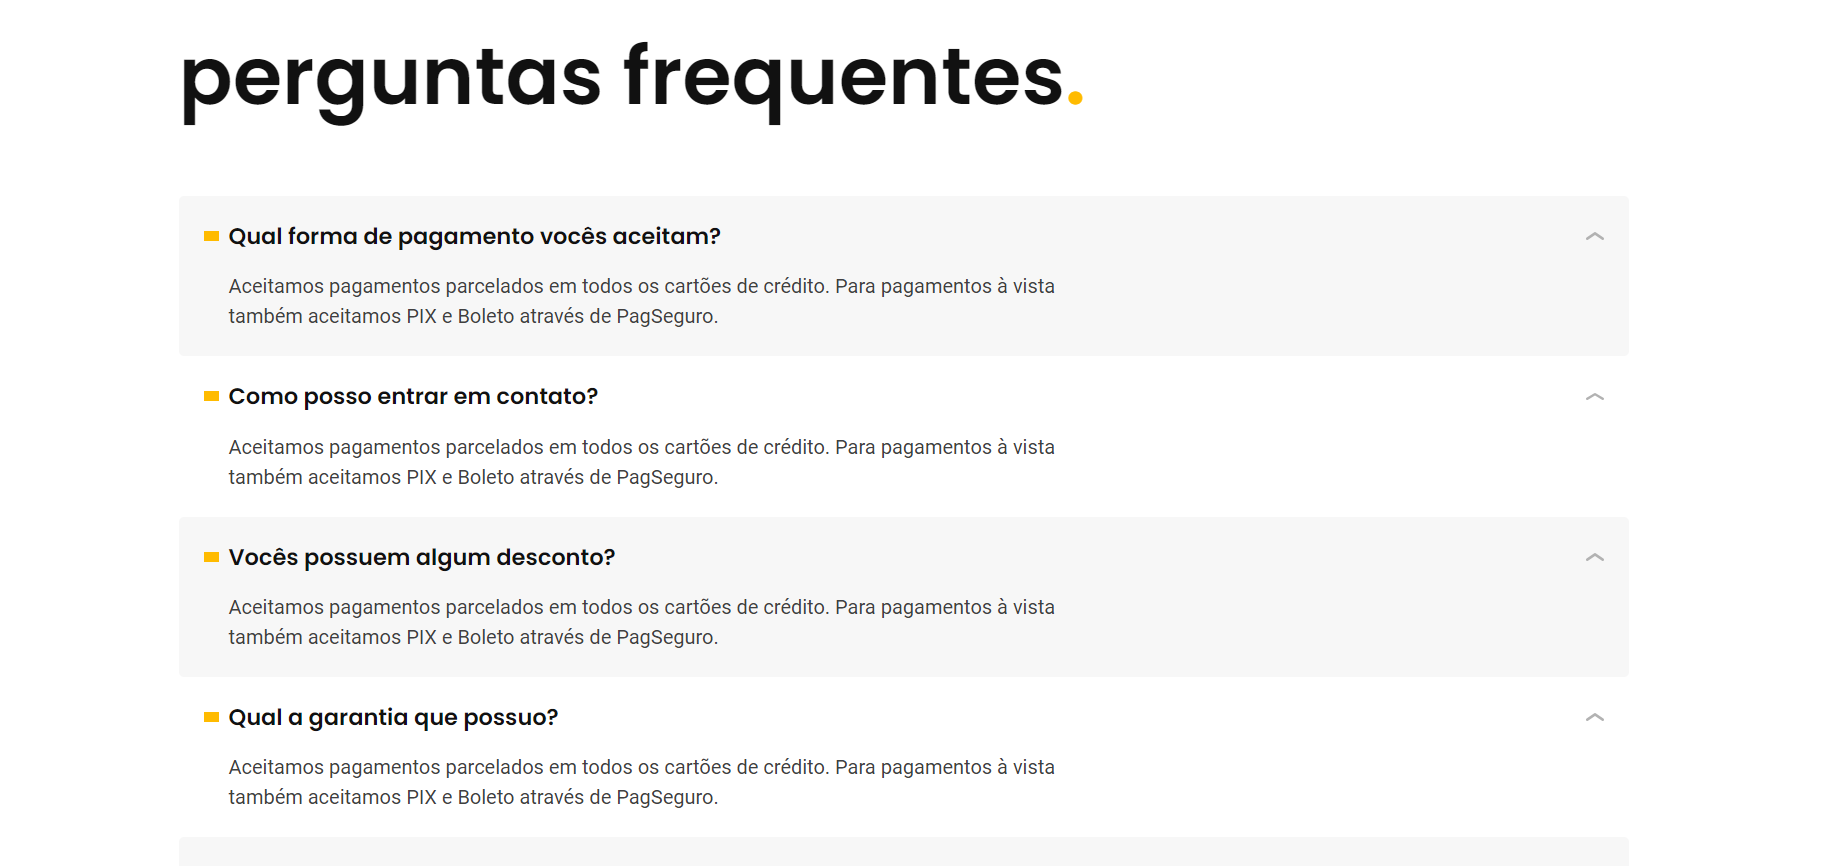 perguntas frequentes.
Qual forma de pagamento vocês aceitam?
Aceitamos pagamentos parcelados em todos os cartões de crédito. Para pagamentos à vista
também aceitamos PIX e Boleto através de PagSeguro.
Como posso entrar em contato?
Aceitamos pagamentos parcelados em todos os cartões de crédito. Para pagamentos à vista
também aceitamos PIX e Boleto através de PagSeguro.
Vocês possuem algum desconto?
Aceitamos pagamentos parcelados em todos os cartões de crédito. Para pagamentos à vista
também aceitamos PIX e Boleto através de PagSeguro.
Qual a garantia que possuo?
Aceitamos pagamentos parcelados em todos os cartões de crédito. Para pagamentos à vista
também aceitamos PIX e Boleto através de PagSeguro.